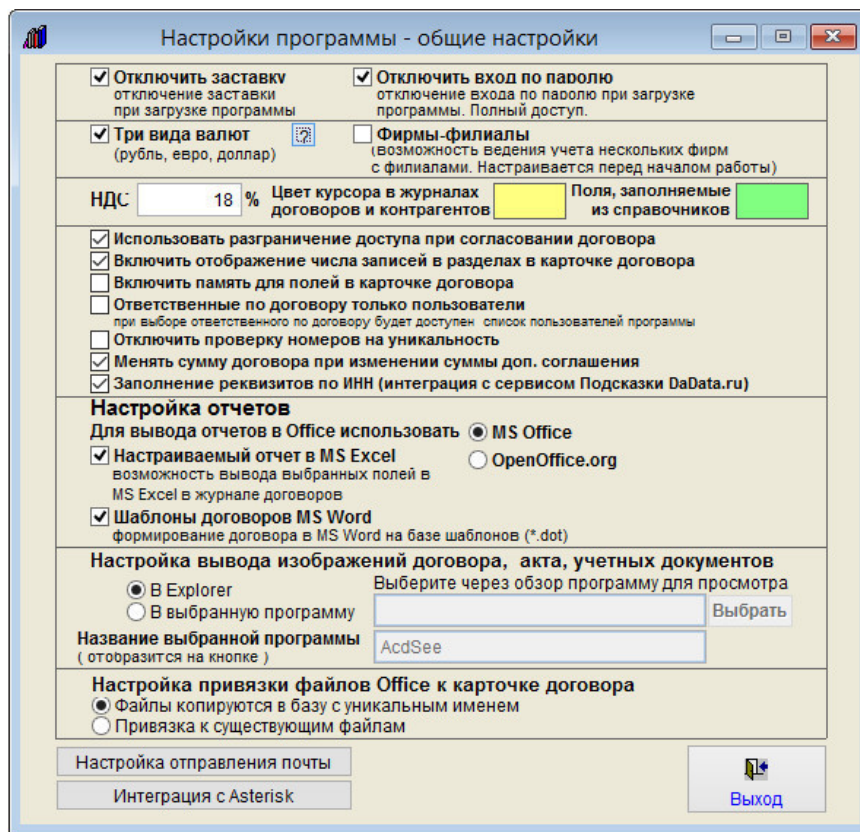 Настройки программы - общие настройки
Отключить заставку Отключить вход по паролю
отключение заставки отключение входа по паролю при загрузке
при загрузке программы программы. Полный доступ.
Три вида валют ? Фирмы-филиалы
(рубль, евро, доллар) (возможность ведения учета нескольких фирм
с филиалами. Настраивается перед началом работы)
НДС 18 % Цвет курсора в журналах Поля, заполняемые
договоров и контрагентов из справочников
Использовать разграничение доступа при согласовании договора
Включить отображение числа записей в разделах в карточке договора
Включить память для полей в карточке договора
Ответственные по договору только пользователи
при выборе ответственного по договору будет доступен список пользователей программы
Отключить проверку номеров на уникальность
Менять сумму договора при изменении суммы доп. соглашения
Заполнение реквизитов по ИНН (интеграция с сервисом Подсказки DaData.ru)
Настройка отчетов
Для вывода отчетов в Office использовать MS Office
Настраиваемый отчет в MS Excel OpenOffice.org
возможность вывода выбранных полей в
MS Excel в журнале договоров
Шаблоны договоров MS Word
формирование договора в MS Word на базе шаблонов (*.dot)
Настройка вывода изображений договора, акта, учетных документов
В Explorer Выберите через обзор программу для просмотра
В выбранную программу Выбрать
Название выбранной программы AcdSee
( отобразится на кнопке )
Настройка привязки файлов Office к карточке договора
Файлы копируются в базу с уникальным именем
Привязка к существующим файлам
Настройка отправления почты
Интеграция с Asterisk
Выход